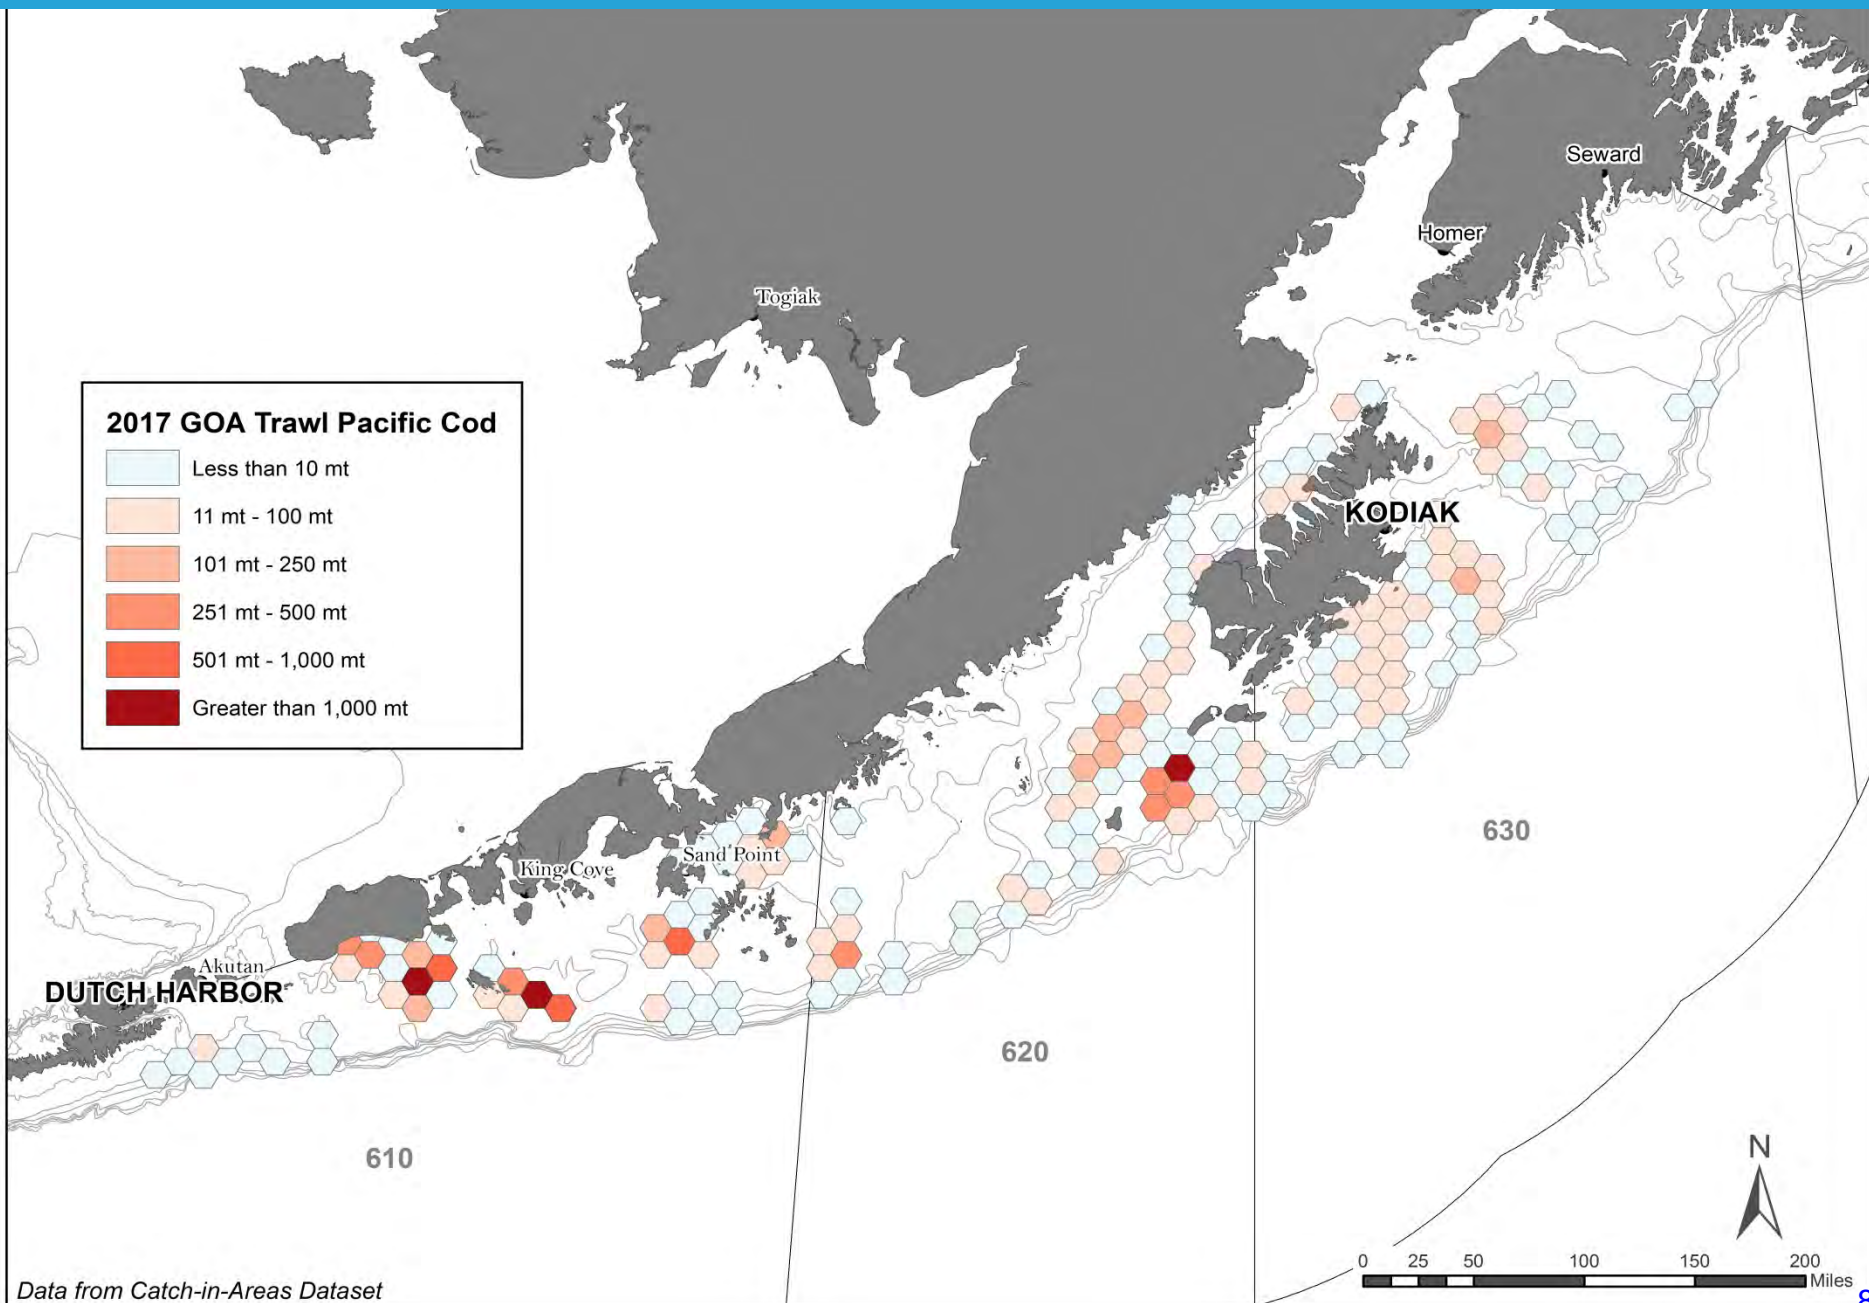 Seward
Homer
Togiak
2017 GOA Trawl Pacific Cod
Less than 10 mt
11 mt - 100 mt
101 mt - 250 mt
251 mt - 500 mt
501 mt - 1,000 mt
Greater than 1,000 mt
KODIAK
630
Sand Point
King Cove
Akutan
DUTCH HARBOR
620
610
N
0 25 50 100 150 200
Miles
Data from Catch-in-Areas Dataset